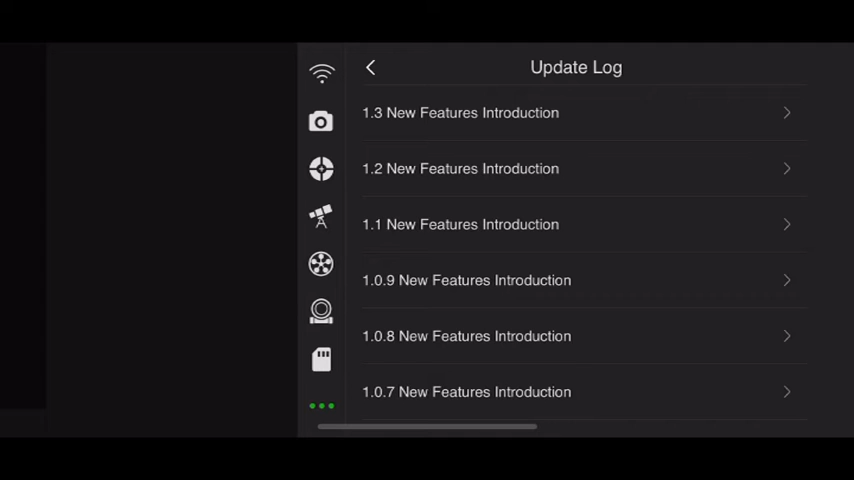 Update Log
1.3 New Features Introduction
1.2 New Features Introduction
1.1 New Features Introduction
1.0.9 New Features Introduction
1.0.8 New Features Introduction
1.0.7 New Features Introduction